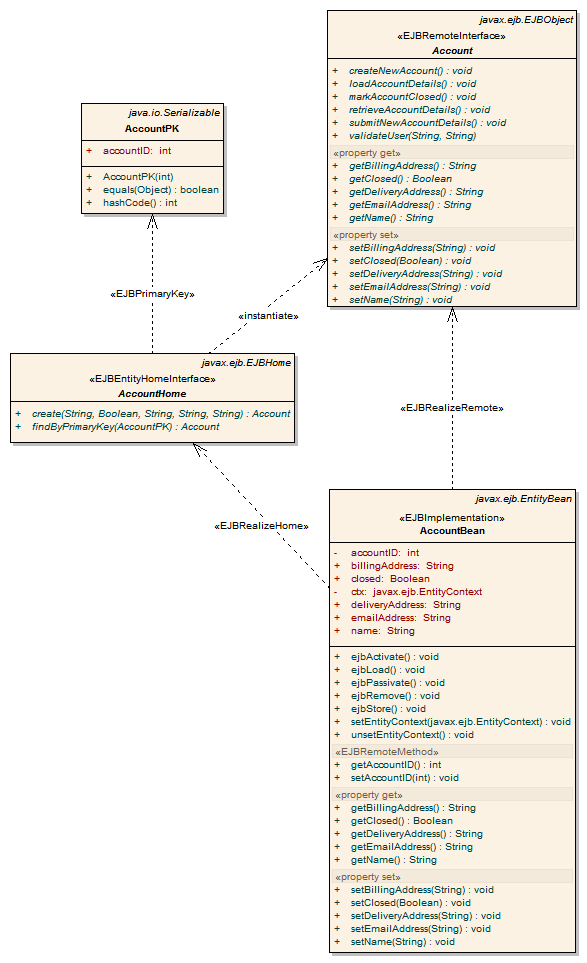 javax.ejb.EJBObject
«EJBRemoteInterface»
Account
+ createNewAccount() : void
+ loadAccountDetails() : void
+ markAccountClosed() : void
+ retrieveAccountDetails() : void
+ submitNewAccountDetails() : void
+ validateUser(String, String)
«property get»
+ getBillingAddress() : String
+ getClosed() : Boolean
+ getDeliveryAddress() : String
+ getEmailAddress() : String
+ getName() : String
«property set»
+ setBillingAddress(String) : void
+ setClosed(Boolean) : void
+ setDeliveryAddress(String) : void
+ setEmailAddress(String) : void
+ setName(String) : void
java.io.Serializable
AccountPK
+ accountID: int
+ AccountPK(int)
+ equals(Object) : boolean
+ hashCode() : int
«EJBPrimaryKey»
«instantiate»
javax.ejb.EJBHome
«EJBEntityHomeInterface»
AccountHome
+ create(String, Boolean, String, String, String) : Account
+ findByPrimaryKey(AccountPK) : Account
«EJBRealizeRemote»
«EJBRealizeHome»
javax.ejb.EntityBean
«EJBImplementation»
AccountBean
- accountID: int
+ billingAddress: String
+ closed: Boolean
- ctx: javax.ejb.EntityContext
+ deliveryAddress: String
+ emailAddress: String
+ name: String
+ ejbActivate() : void
+ ejbLoad() : void
+ ejbPassivate() : void
+ ejbRemove() : void
+ ejbStore() : void
+ setEntityContext(javax.ejb.EntityContext) : void
+ unsetEntityContext() : void
«EJBRemoteMethod»
+ getAccountID() : int
+ setAccountID(int) : void
«property get»
+ getBillingAddress() : String
+ getClosed() : Boolean
+ getDeliveryAddress() : String
+ getEmailAddress() : String
+ getName() : String
«property set»
+ setBillingAddress(String) : void
+ setClosed(Boolean) : void
+ setDeliveryAddress(String) : void
+ setEmailAddress(String) : void
+ setName(String) : void